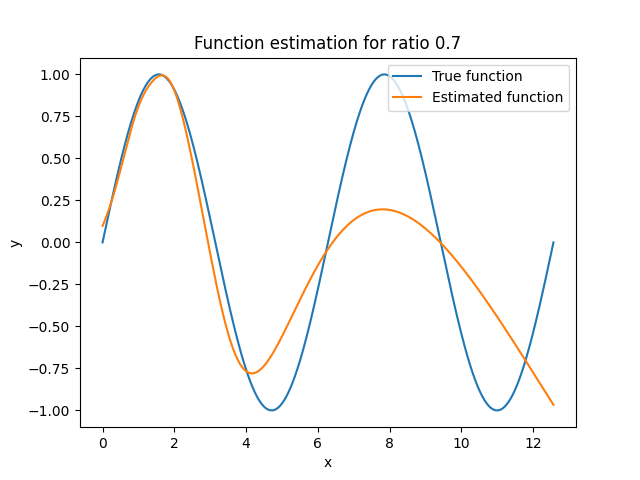 Function estimation for ratio 0.7
True function
Estimated function
1.00
0.75
0.50
0.25
0.00
−0.25
−0.50
−0.75
−1.00
y
0 2 4 6 8 10 12
x